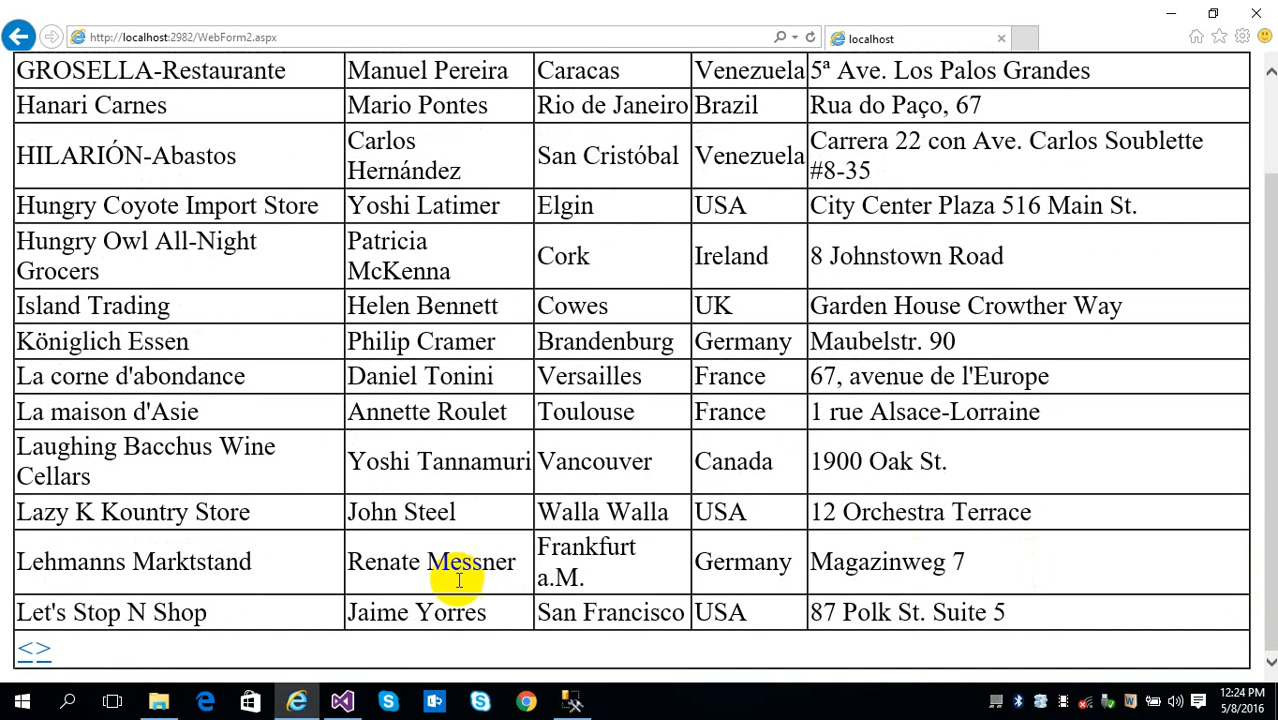 http://localhost:2982/WebForm2.aspx
localhost
GROSELLA-Restaurante Manuel Pereira Caracas Venezuela 5ª Ave. Los Palos Grandes
Hanari Carnes Mario Pontes Rio de Janeiro Brazil Rua do Paço, 67
HILARIÓN-Abastos Carlos Hernández San Cristóbal Venezuela Carrera 22 con Ave. Carlos Soublette #8-35
Hungry Coyote Import Store Yoshi Latimer Elgin USA City Center Plaza 516 Main St.
Hungry Owl All-Night Grocers Patricia McKenna Cork Ireland 8 Johnstown Road
Island Trading Helen Bennett Cowes UK Garden House Crowther Way
Königlich Essen Philip Cramer Brandenburg Germany Maubelstr. 90
La corne d'abondance Daniel Tonini Versailles France 67, avenue de l'Europe
La maison d'Asie Annette Roulet Toulouse France 1 rue Alsace-Lorraine
Laughing Bacchus Wine Cellars Yoshi Tannamuri Vancouver Canada 1900 Oak St.
Lazy K Kountry Store John Steel Walla Walla USA 12 Orchestra Terrace
Lehmanns Marktstand Renate Messner Frankfurt a.M. Germany Magazinweg 7
Let's Stop N Shop Jaime Yorres San Francisco USA 87 Polk St. Suite 5
< >
12:24 PM
5/8/2016